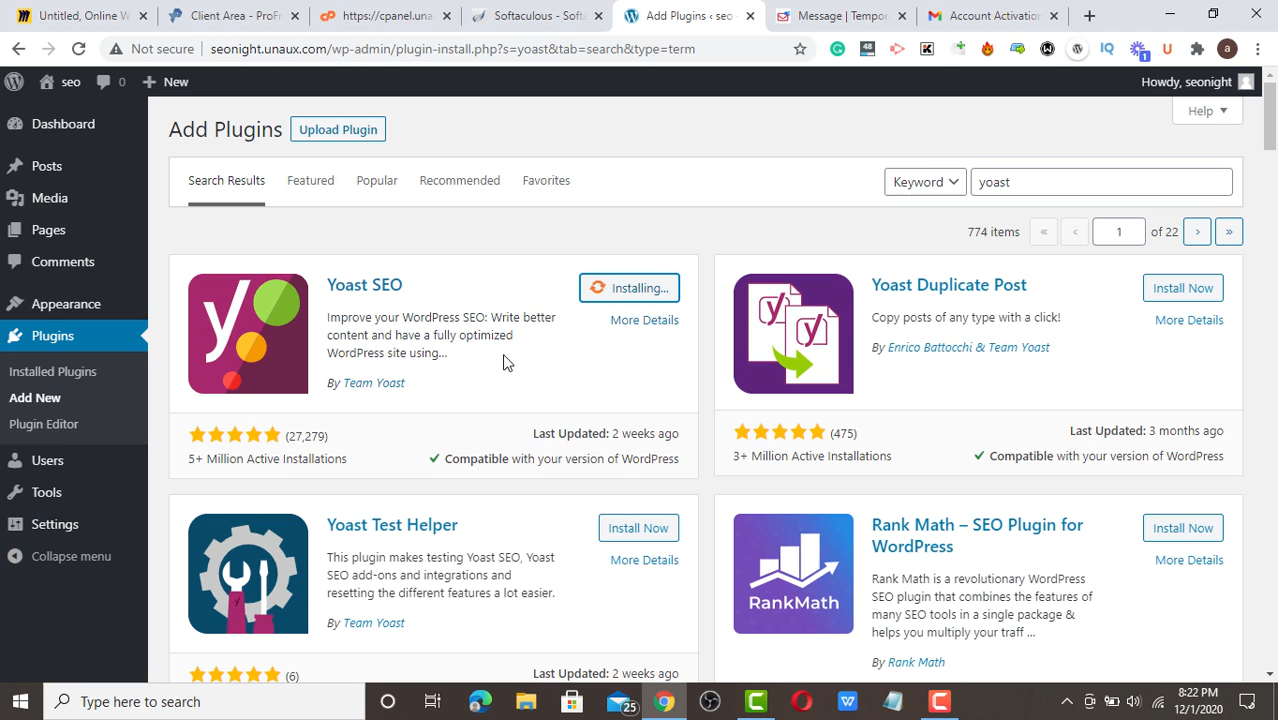 Untitled, Online W
Client Area - ProFr
https://cpanel.una
Softaculous - Softa
Add Plugins ‹ seo
Message | Tempor
Account Activation
Not secure
seonight.unaux.com/wp-admin/plugin-install.php?s=yoast&tab=search&type=term
seo
0
New
Howdy, seonight
Dashboard
Posts
Media
Pages
Comments
Appearance
Plugins
Installed Plugins
Add New
Plugin Editor
Users
Tools
Settings
Collapse menu
Add Plugins
Upload Plugin
Help
Search Results
Featured
Popular
Recommended
Favorites
Keyword
yoast
774 items
«
‹
1
of 22
›
»
Yoast SEO
Installing...
More Details
Improve your WordPress SEO: Write better
content and have a fully optimized
WordPress site using...
By Team Yoast
(27,279)
5+ Million Active Installations
Last Updated: 2 weeks ago
Compatible with your version of WordPress
Yoast Duplicate Post
Install Now
More Details
Copy posts of any type with a click!
By Enrico Battocchi & Team Yoast
(475)
3+ Million Active Installations
Last Updated: 3 months ago
Compatible with your version of WordPress
Yoast Test Helper
Install Now
More Details
This plugin makes testing Yoast SEO, Yoast
SEO add-ons and integrations and
resetting the different features a lot easier.
By Team Yoast
(6)
Last Updated: 2 weeks ago
RankMath
Rank Math – SEO Plugin for
WordPress
Install Now
More Details
Rank Math is a revolutionary WordPress
SEO plugin that combines the features of
many SEO tools in a single package &
helps you multiply your traff ...
By Rank Math
Type here to search
25
8:22 PM
12/1/2020